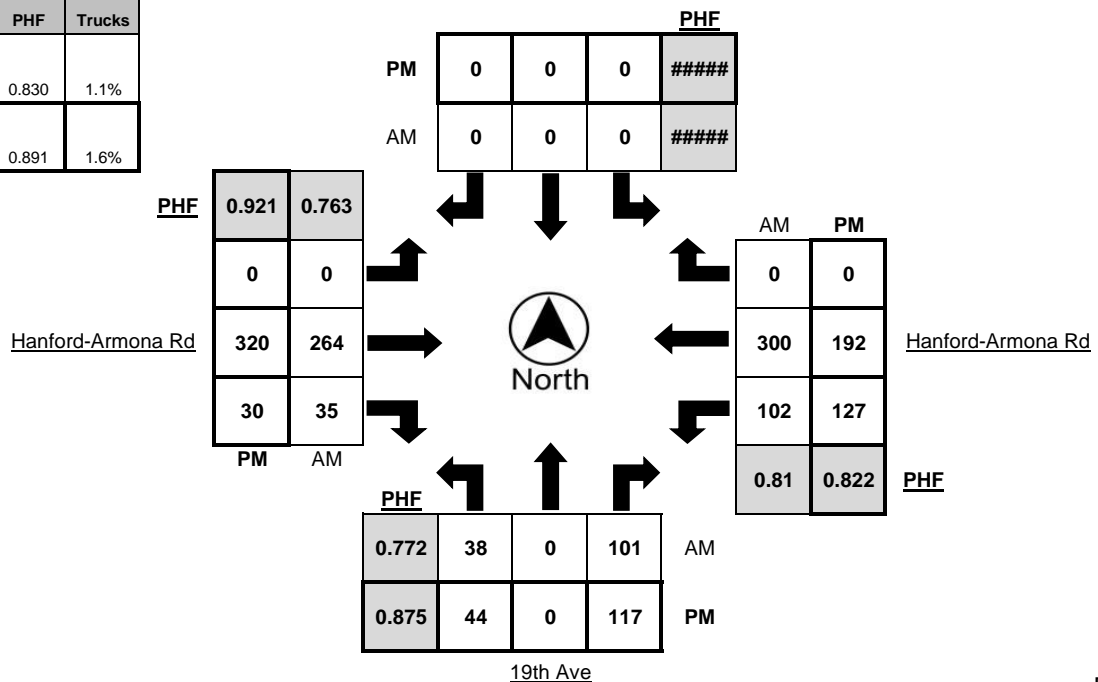 PHF Trucks
0.830 1.1%
0.891 1.6%
PHF
PM 0 0 0 #####
AM 0 0 0 #####
PHF 0.921 0.763
0 0
Hanford-Armona Rd 320 264
30 35
PM AM
North
AM PM
0 0
300 192 Hanford-Armona Rd
102 127
0.81 0.822 PHF
PHF
0.772 38 0 101 AM
0.875 44 0 117 PM
19th Ave